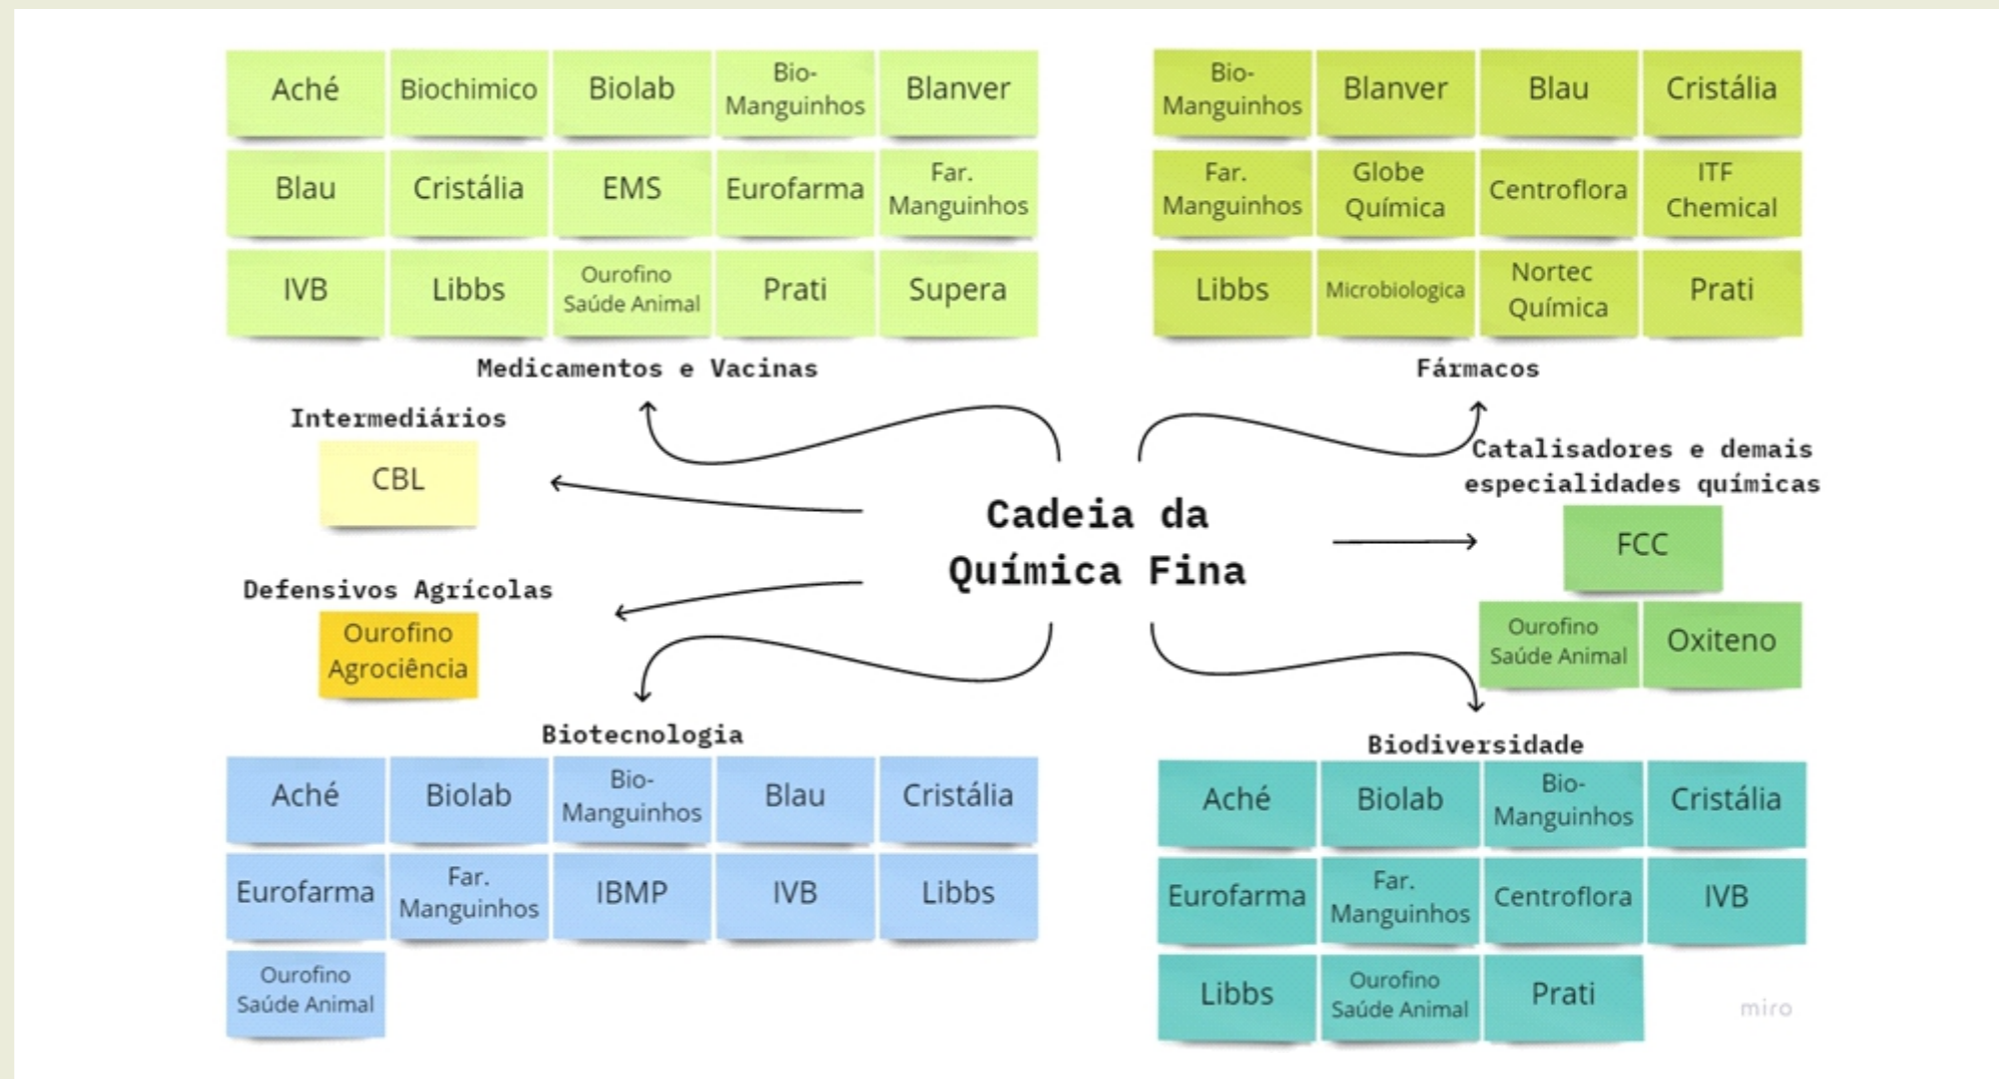 Aché
Biochimico
Biolab
Bio-
Manguinhos
Blanver
Blau
Cristália
EMS
Eurofarma
Far.
Manguinhos
IVB
Libbs
Ourofino
Saúde Animal
Prati
Supera
Medicamentos e Vacinas
Bio-
Manguinhos
Blanver
Blau
Cristália
Far.
Manguinhos
Globe
Química
Centroflora
ITF
Chemical
Libbs
Microbiologica
Nortec
Química
Prati
Fármacos
Intermediários
CBL
Defensivos Agrícolas
Ourofino
Agrociência
Cadeia da
Química Fina
Catalisadores e demais
especialidades químicas
FCC
Ourofino
Saúde Animal
Oxiteno
Biotecnologia
Aché
Biolab
Bio-
Manguinhos
Blau
Cristália
Eurofarma
Far.
Manguinhos
IBMP
IVB
Libbs
Ourofino
Saúde Animal
Biodiversidade
Aché
Biolab
Bio-
Manguinhos
Cristália
Eurofarma
Far.
Manguinhos
Centroflora
IVB
Libbs
Ourofino
Saúde Animal
Prati
miro